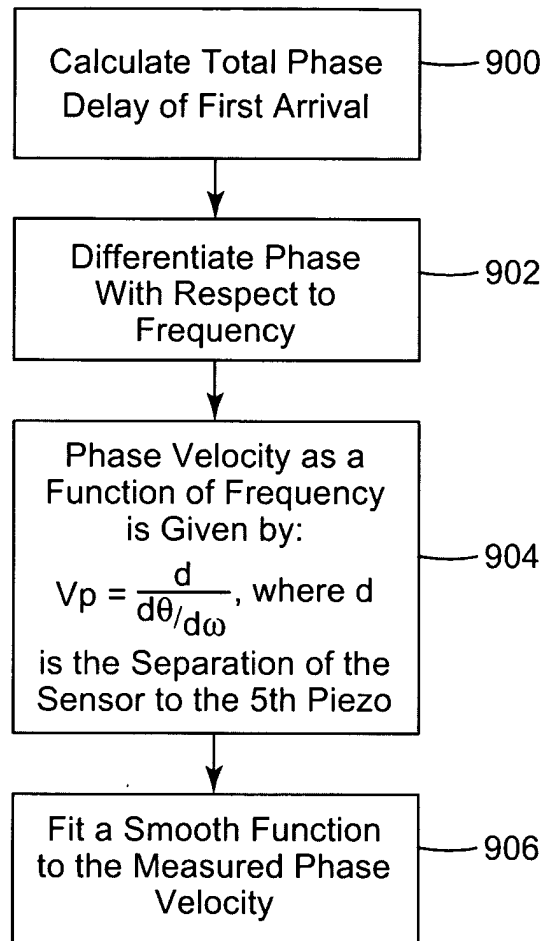 Calculate Total Phase
Delay of First Arrival
900
Differentiate Phase
With Respect to
Frequency
902
Phase Velocity as a
Function of Frequency
is Given by:
Vp = d / dθ/dω, where d
is the Separation of the
Sensor to the 5th Piezo
904
Fit a Smooth Function
to the Measured Phase
Velocity
906